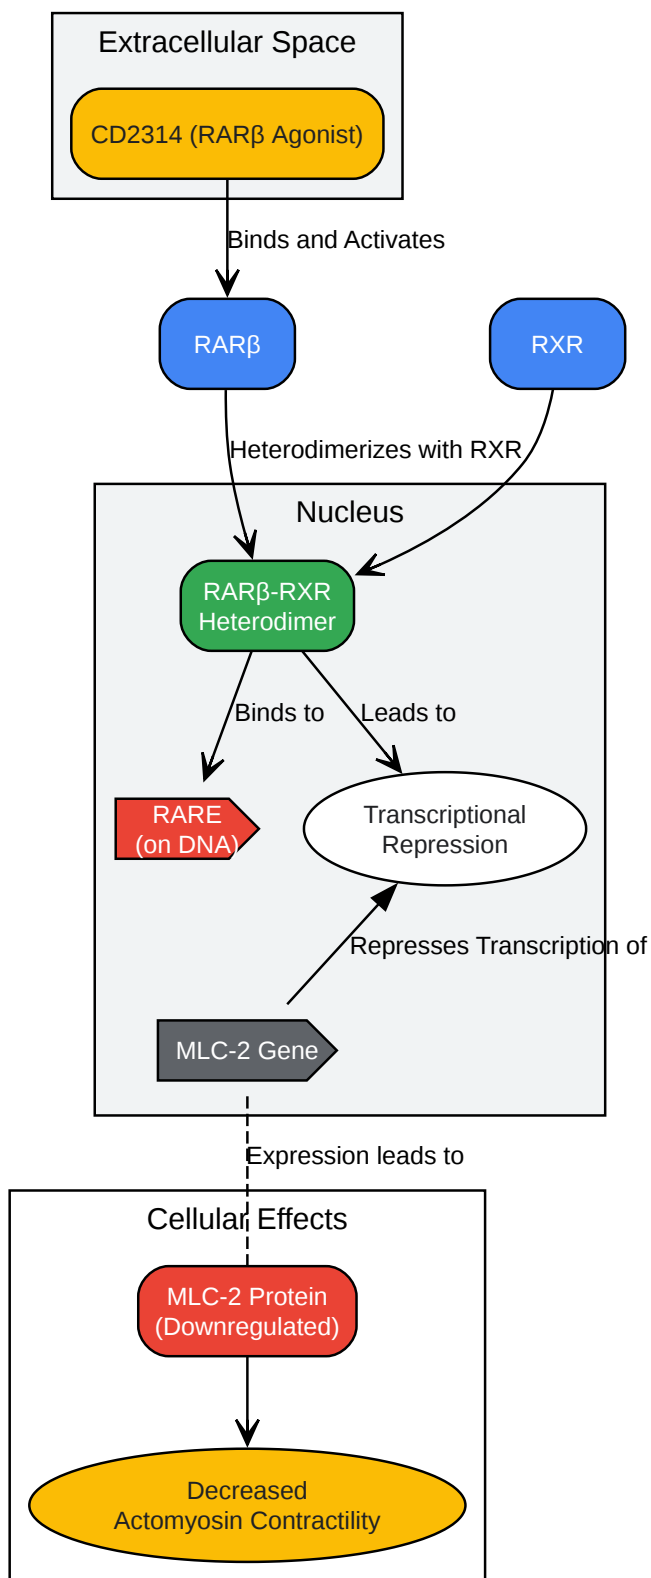 Extracellular Space
CD2314 (RARβ Agonist)
Binds and Activates
RARβ
RXR
Heterodimerizes with RXR
Nucleus
RARβ-RXR
Heterodimer
Binds to
Leads to
RARE
(on DNA)
Transcriptional
Repression
Represses Transcription of
MLC-2 Gene
Expression leads to
Cellular Effects
MLC-2 Protein
(Downregulated)
Decreased
Actomyosin Contractility